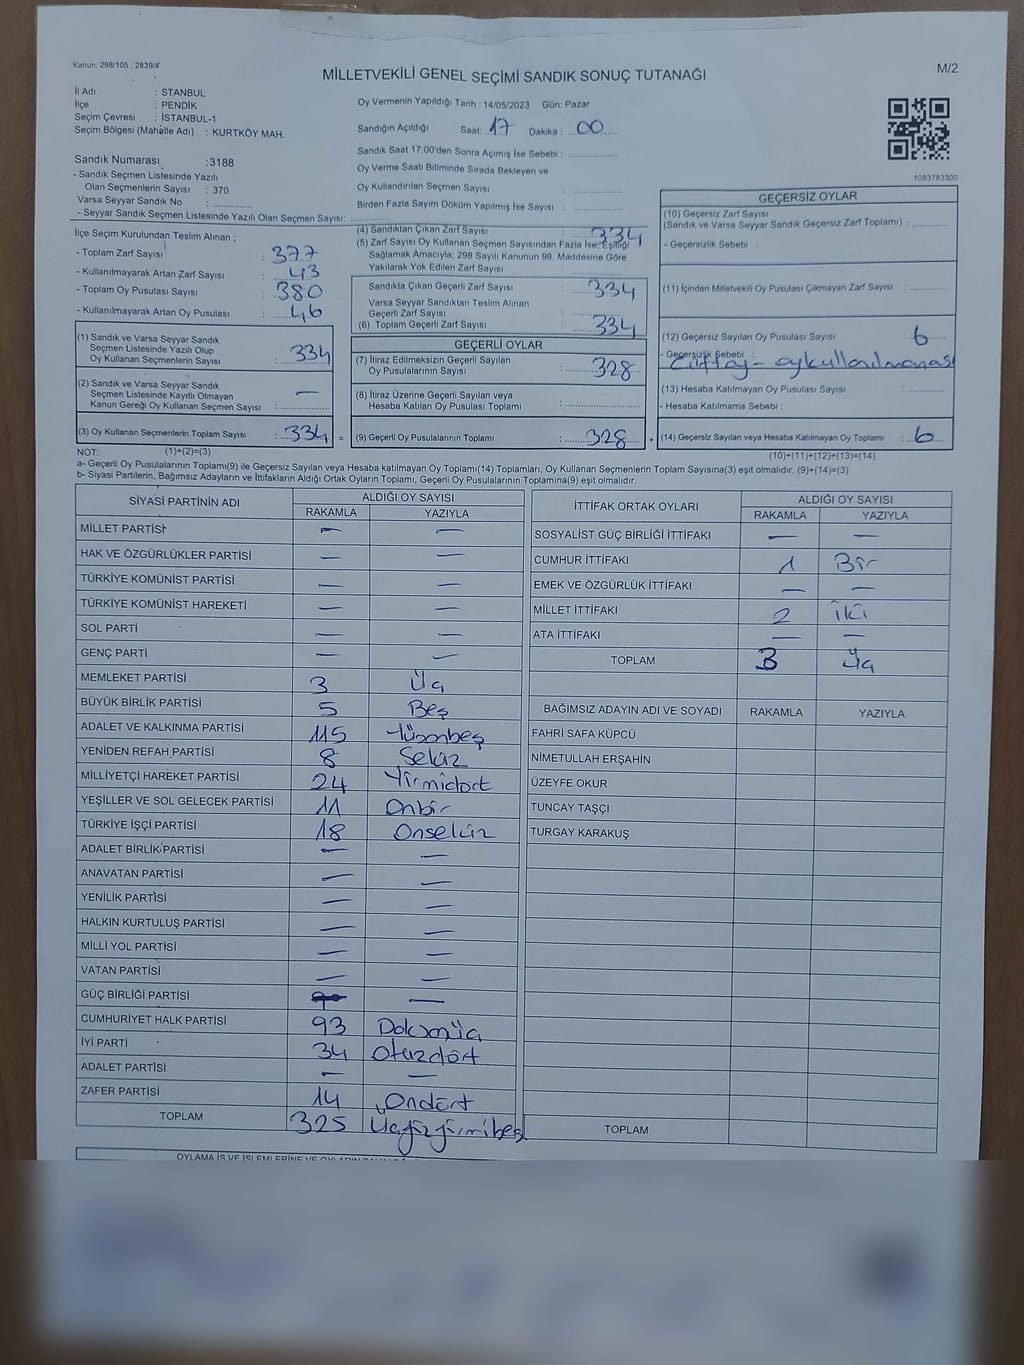 Kanun: 298/105, 2839/4'
MİLLETVEKİLİ GENEL SEÇİMİ SANDIK SONUÇ TUTANAĞI
M/2
İl Adı : İSTANBUL
İlçe : PENDİK
Seçim Çevresi : İSTANBUL-1
Seçim Bölgesi (Mahalle Adı) : KURTKÖY MAH.
Sandık Numarası :3188
- Sandık Seçmen Listesinde Yazılı
Olan Seçmenlerin Sayısı : 370
Varsa Seyyar Sandık No :
- Seyyar Sandık Seçmen Listesinde Yazılı Olan Seçmen Sayısı:
Oy Vermenin Yapıldığı Tarih : 14/05/2023 Gün: Pazar
Sandığın Açıldığı Saat: 17 Dakika : 00
Sandık Saat 17:00'den Sonra Açımış İse Sebebi :
Oy Verme Saati Bitiminde Sırada Bekleyen ve
Oy Kullandırılan Seçmen Sayısı :
Birden Fazla Sayım Döküm Yapılmış İse Sayısı :
1083783300
İlçe Seçim Kurulundan Teslim Alınan ;
- Toplam Zarf Sayısı : 377
- Kullanılmayarak Artan Zarf Sayısı : 43
- Toplam Oy Pusulası Sayısı : 380
- Kullanılmayarak Artan Oy Pusulası : 46
(4) Sandıktan Çıkan Zarf Sayısı : 334
(5) Zarf Sayısı Oy Kullanan Seçmen Sayısından Fazla İse, Eşitliği
Sağlamak Amacıyla; 298 Sayılı Kanunun 98. Maddesine Göre
Yakılarak Yok Edilen Zarf Sayısı :
Sandıkta Çıkan Geçerli Zarf Sayısı : 334
Varsa Seyyar Sandıktan Teslim Alınan
Geçerli Zarf Sayısı :
(6) Toplam Geçerli Zarf Sayısı : 334
GEÇERSİZ OYLAR
(10) Geçersiz Zarf Sayısı
(Sandık ve Varsa Seyyar Sandık Geçersiz Zarf Toplamı) :
- Geçersizlik Sebebi :
(11) İçinden Milletvekili Oy Pusulası Çıkmayan Zarf Sayısı :
(12) Geçersiz Sayılan Oy Pusulası Sayısı : 6
- Geçersizlik Sebebi : Çift oy - oy kullanılmaması
(13) Hesaba Katılmayan Oy Pusulası Sayısı :
- Hesaba Katılmama Sebebi :
(14) Geçersiz Sayılan veya Hesaba Katılmayan Oy Toplamı : 6
(10)+(11)+(12)+(13)=(14)
(1) Sandık ve Varsa Seyyar Sandık
Seçmen Listesinde Yazılı Olup
Oy Kullanan Seçmenlerin Sayısı : 334
(2) Sandık ve Varsa Seyyar Sandık
Seçmen Listesinde Kayıtlı Olmayan
Kanun Gereği Oy Kullanan Seçmen Sayısı : —
(3) Oy Kullanan Seçmenlerin Toplam Sayısı : 334 =
GEÇERLİ OYLAR
(7) İtiraz Edilmeksizin Geçerli Sayılan
Oy Pusulalarının Sayısı : 328
(8) İtiraz Üzerine Geçerli Sayılan veya
Hesaba Katılan Oy Pusulası Toplamı :
(9) Geçerli Oy Pusulalarının Toplamı : 328 +
NOT: (1)+(2)=(3)
a- Geçerli Oy Pusulalarının Toplamı(9) ile Geçersiz Sayılan veya Hesaba katılmayan Oy Toplamı(14) Toplamları, Oy Kullanan Seçmenlerin Toplam Sayısına(3) eşit olmalıdır. (9)+(14)=(3)
b- Siyasi Partilerin, Bağımsız Adayların ve İttifakların Aldığı Ortak Oyların Toplamı, Geçerli Oy Pusulalarının Toplamına(9) eşit olmalıdır.
SİYASİ PARTİNİN ADI ALDIĞI OY SAYISI
RAKAMLA YAZIYLA
MİLLET PARTİSİ — —
HAK VE ÖZGÜRLÜKLER PARTİSİ — —
TÜRKİYE KOMÜNİST PARTİSİ — —
TÜRKİYE KOMÜNİST HAREKETİ — —
SOL PARTİ — —
GENÇ PARTİ — —
MEMLEKET PARTİSİ 3 Üç
BÜYÜK BİRLİK PARTİSİ 5 Beş
ADALET VE KALKINMA PARTİSİ 115 Yüzonbeş
YENİDEN REFAH PARTİSİ 8 Sekiz
MİLLİYETÇİ HAREKET PARTİSİ 24 Yirmidört
YEŞİLLER VE SOL GELECEK PARTİSİ 11 Onbir
TÜRKİYE İŞÇİ PARTİSİ 18 Onsekiz
ADALET BİRLİK PARTİSİ — —
ANAVATAN PARTİSİ — —
YENİLİK PARTİSİ — —
HALKIN KURTULUŞ PARTİSİ — —
MİLLİ YOL PARTİSİ — —
VATAN PARTİSİ — —
GÜÇ BİRLİĞİ PARTİSİ —
CUMHURİYET HALK PARTİSİ 93 Doksanüç
İYİ PARTİ 34 Otuzdört
ADALET PARTİSİ — —
ZAFER PARTİSİ 14 Ondört
TOPLAM 325 Üçyüzyirmibeş
İTTİFAK ORTAK OYLARI ALDIĞI OY SAYISI
RAKAMLA YAZIYLA
SOSYALİST GÜÇ BİRLİĞİ İTTİFAKI — —
CUMHUR İTTİFAKI 1 Bir
EMEK VE ÖZGÜRLÜK İTTİFAKI — —
MİLLET İTTİFAKI 2 İki
ATA İTTİFAKI — —
TOPLAM 3 Üç
BAĞIMSIZ ADAYIN ADI VE SOYADI RAKAMLA YAZIYLA
FAHRİ SAFA KÜPCÜ
NİMETULLAH ERŞAHİN
ÜZEYFE OKUR
TUNCAY TAŞÇI
TURGAY KARAKUŞ
TOPLAM